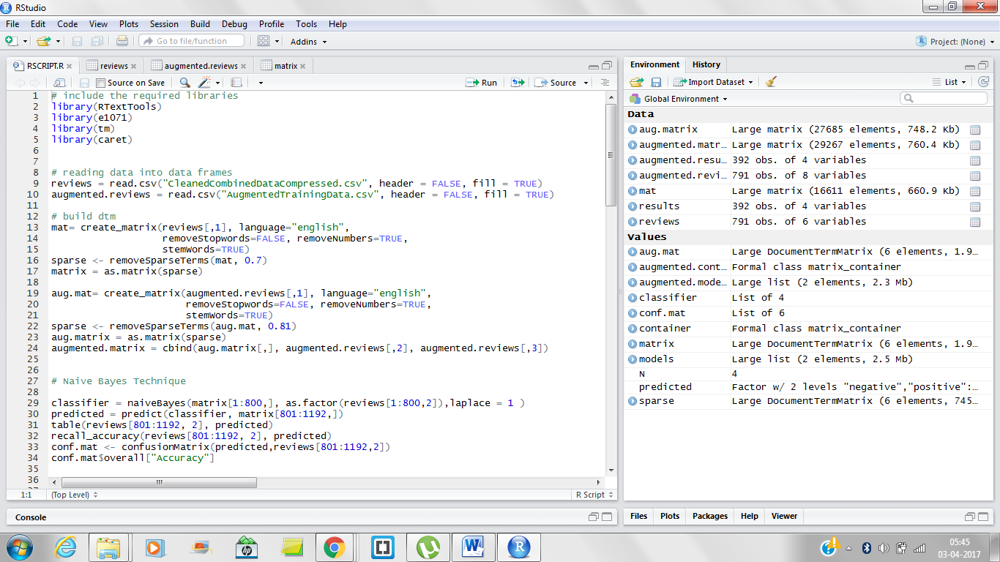 RStudio
File Edit Code View Plots Session Build Debug Profile Tools Help
Go to file/function Addins Project: (None)
RSCRIPT.R reviews augmented.reviews matrix
Source on Save Run Source
1 # include the required libraries
2 library(RTextTools)
3 library(e1071)
4 library(tm)
5 library(caret)
6
7
8 # reading data into data frames
9 reviews = read.csv("CleanedCombinedDataCompressed.csv", header = FALSE, fill = TRUE)
10 augmented.reviews = read.csv("AugmentedTrainingData.csv", header = FALSE, fill = TRUE)
11
12 # build dtm
13 mat= create_matrix(reviews[,1], language="english",
14 removeStopwords=FALSE, removeNumbers=TRUE,
15 stemWords=TRUE)
16 sparse <- removeSparseTerms(mat, 0.7)
17 matrix = as.matrix(sparse)
18
19 aug.mat= create_matrix(augmented.reviews[,1], language="english",
20 removeStopwords=FALSE, removeNumbers=TRUE,
21 stemWords=TRUE)
22 sparse <- removeSparseTerms(aug.mat, 0.81)
23 aug.matrix = as.matrix(sparse)
24 augmented.matrix = cbind(aug.matrix[,], augmented.reviews[,2], augmented.reviews[,3])
25
26
27 # Naive Bayes Technique
28
29 classifier = naiveBayes(matrix[1:800,], as.factor(reviews[1:800,2]),laplace = 1 )
30 predicted = predict(classifier, matrix[801:1192,])
31 table(reviews[801:1192, 2], predicted)
32 recall_accuracy(reviews[801:1192, 2], predicted)
33 conf.mat <- confusionMatrix(predicted,reviews[801:1192,2])
34 conf.mat$overall["Accuracy"]
35
36
1:1 (Top Level) R Script
Console
Environment History
Import Dataset List
Global Environment
Data
aug.matrix Large matrix (27685 elements, 748.2 Kb)
augmented.matr... Large matrix (29267 elements, 760.4 Kb)
augmented.resu... 392 obs. of 4 variables
augmented.revi... 791 obs. of 8 variables
mat Large matrix (16611 elements, 660.9 Kb)
results 392 obs. of 4 variables
reviews 791 obs. of 6 variables
Values
aug.mat Large DocumentTermMatrix (6 elements, 1.9...
augmented.cont... Formal class matrix_container
augmented.mode... Large list (2 elements, 2.3 Mb)
classifier List of 4
conf.mat List of 6
container Formal class matrix_container
matrix Large DocumentTermMatrix (6 elements, 1.9...
models Large list (2 elements, 2.5 Mb)
N 4
predicted Factor w/ 2 levels "negative","positive":...
sparse Large DocumentTermMatrix (6 elements, 745...
Files Plots Packages Help Viewer
05:45
03-04-2017